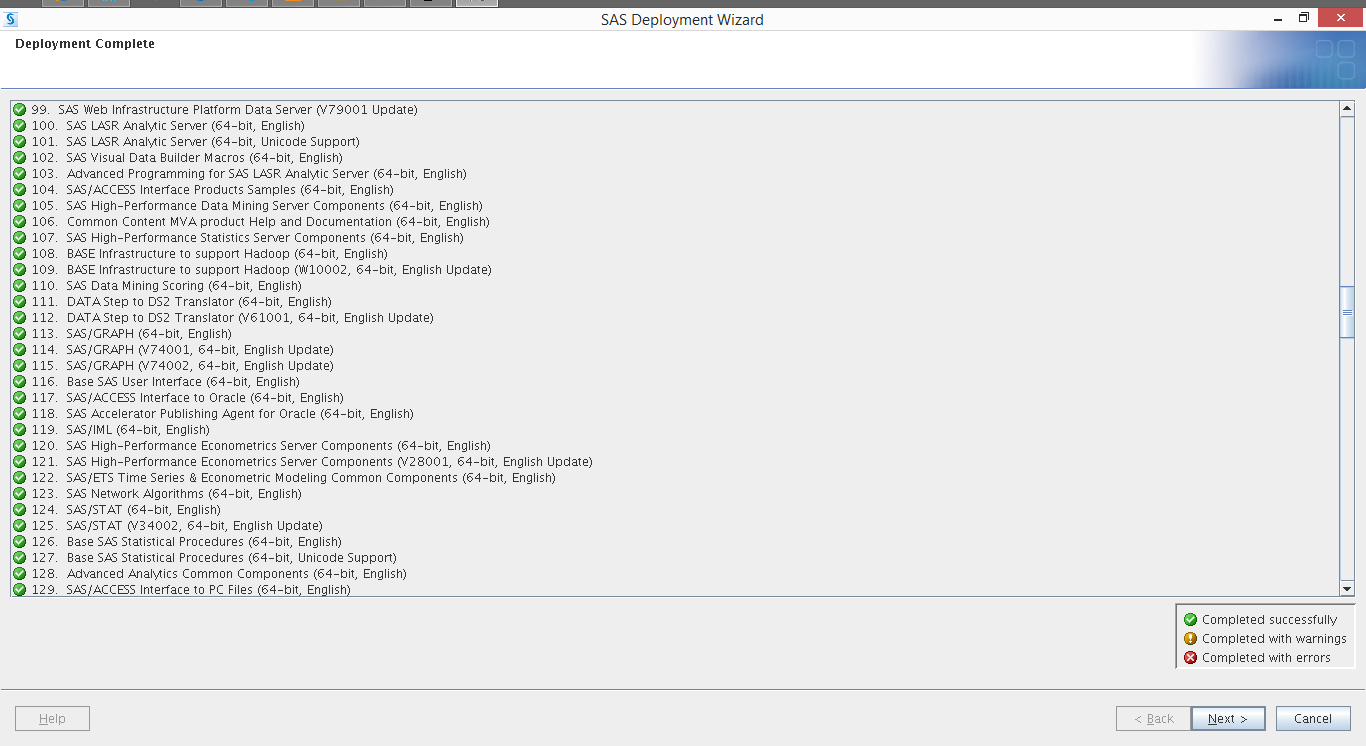 SAS Deployment Wizard
Deployment Complete
99. SAS Web Infrastructure Platform Data Server (V79001 Update)
100. SAS LASR Analytic Server (64-bit, English)
101. SAS LASR Analytic Server (64-bit, Unicode Support)
102. SAS Visual Data Builder Macros (64-bit, English)
103. Advanced Programming for SAS LASR Analytic Server (64-bit, English)
104. SAS/ACCESS Interface Products Samples (64-bit, English)
105. SAS High-Performance Data Mining Server Components (64-bit, English)
106. Common Content MVA product Help and Documentation (64-bit, English)
107. SAS High-Performance Statistics Server Components (64-bit, English)
108. BASE Infrastructure to support Hadoop (64-bit, English)
109. BASE Infrastructure to support Hadoop (W10002, 64-bit, English Update)
110. SAS Data Mining Scoring (64-bit, English)
111. DATA Step to DS2 Translator (64-bit, English)
112. DATA Step to DS2 Translator (V61001, 64-bit, English Update)
113. SAS/GRAPH (64-bit, English)
114. SAS/GRAPH (V74001, 64-bit, English Update)
115. SAS/GRAPH (V74002, 64-bit, English Update)
116. Base SAS User Interface (64-bit, English)
117. SAS/ACCESS Interface to Oracle (64-bit, English)
118. SAS Accelerator Publishing Agent for Oracle (64-bit, English)
119. SAS/IML (64-bit, English)
120. SAS High-Performance Econometrics Server Components (64-bit, English)
121. SAS High-Performance Econometrics Server Components (V28001, 64-bit, English Update)
122. SAS/ETS Time Series & Econometric Modeling Common Components (64-bit, English)
123. SAS Network Algorithms (64-bit, English)
124. SAS/STAT (64-bit, English)
125. SAS/STAT (V34002, 64-bit, English Update)
126. Base SAS Statistical Procedures (64-bit, English)
127. Base SAS Statistical Procedures (64-bit, Unicode Support)
128. Advanced Analytics Common Components (64-bit, English)
129. SAS/ACCESS Interface to PC Files (64-bit, English)
Completed successfully
Completed with warnings
Completed with errors
Help
< Back
Next >
Cancel